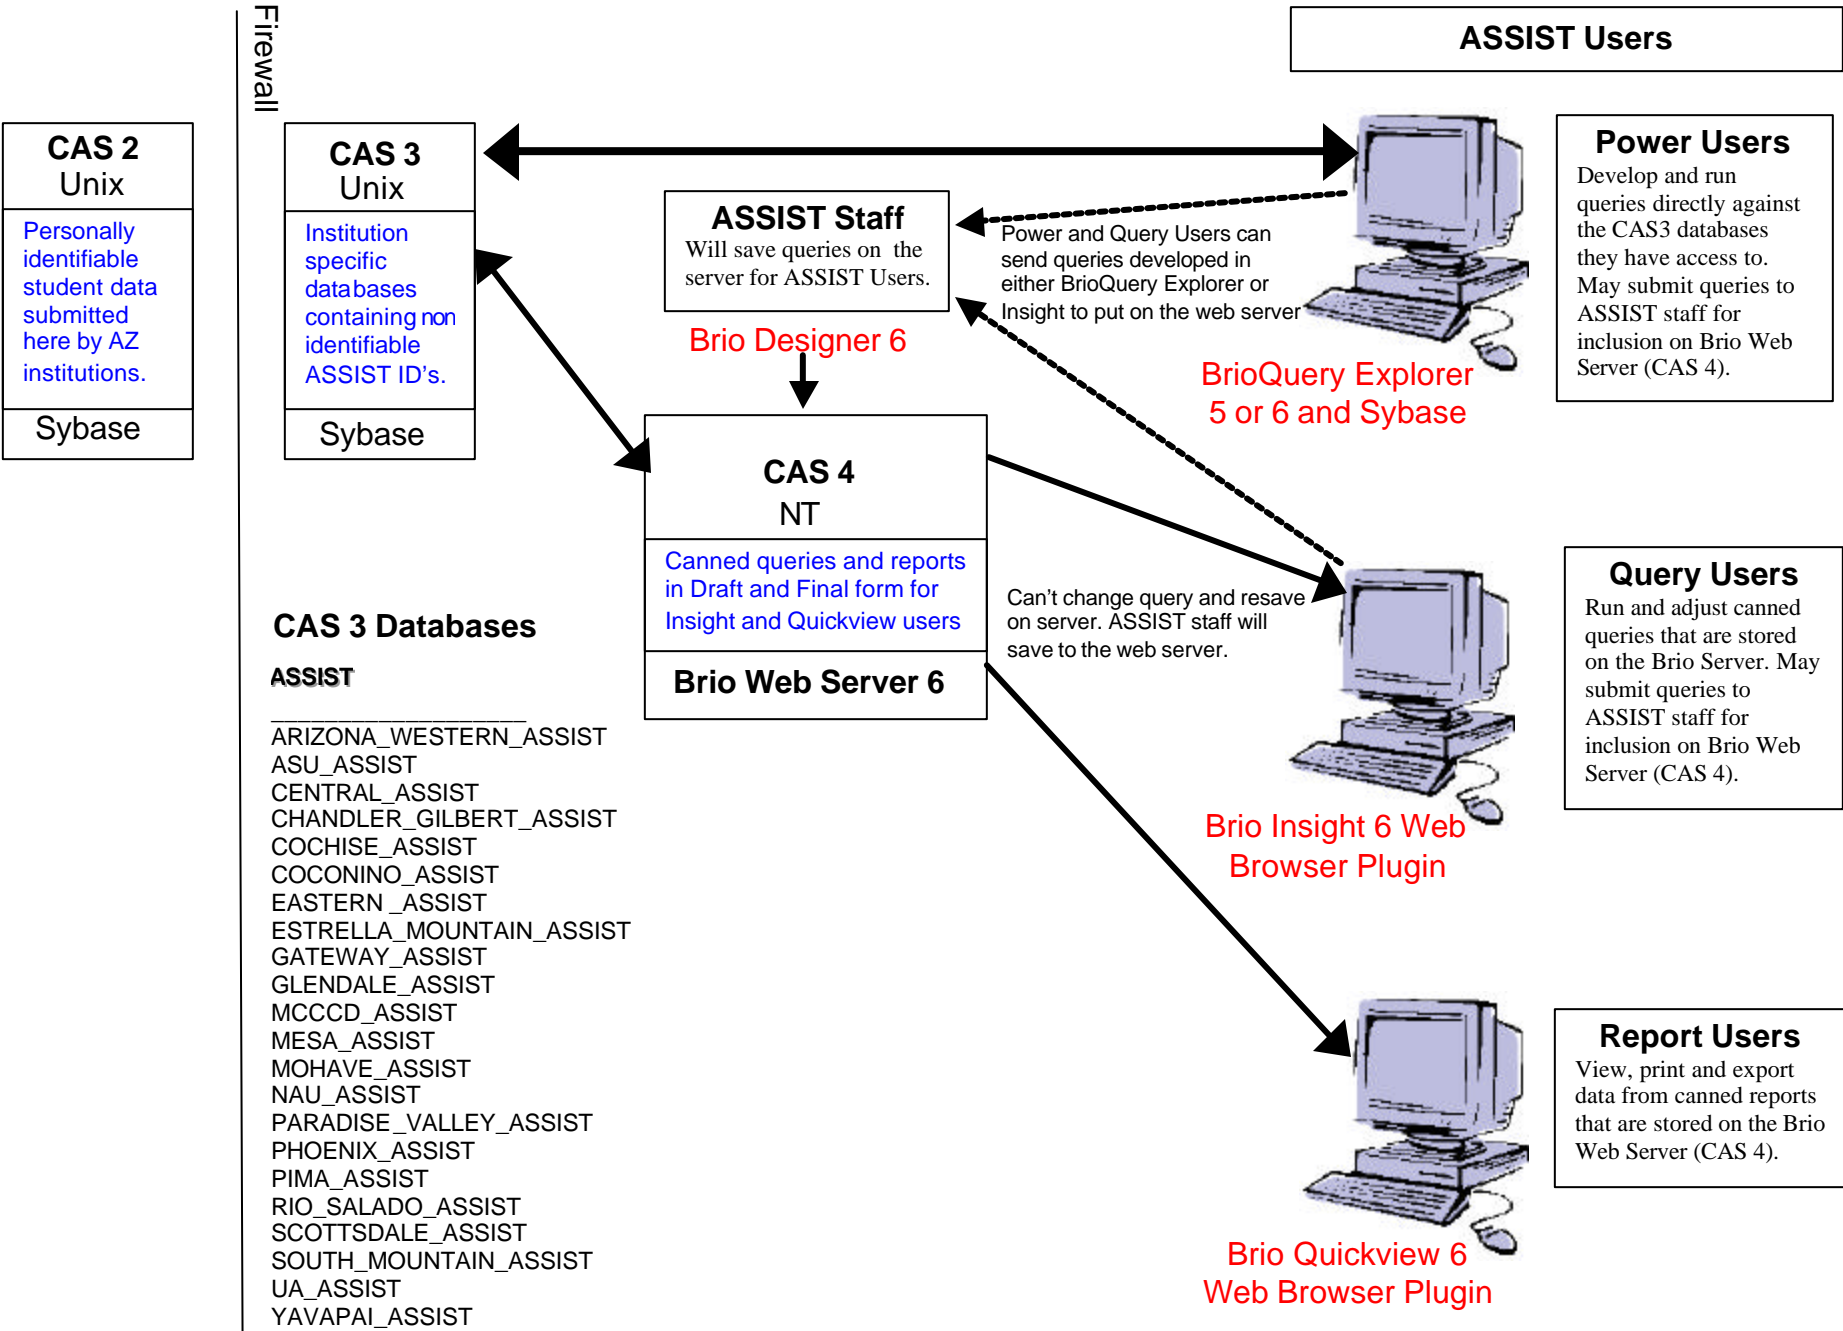 Firewall
ASSIST Users
CAS 2
Unix
Personally
identifiable
student data
submitted
here by AZ
institutions.
Sybase
CAS 3
Unix
Institution
specific
databases
containing non
identifiable
ASSIST ID's.
Sybase
ASSIST Staff
Will save queries on the
server for ASSIST Users.
Brio Designer 6
Power and Query Users can
send queries developed in
either BrioQuery Explorer or
Insight to put on the web server
BrioQuery Explorer
5 or 6 and Sybase
Power Users
Develop and run
queries directly against
the CAS3 databases
they have access to.
May submit queries to
ASSIST staff for
inclusion on Brio Web
Server (CAS 4).
CAS 4
NT
Canned queries and reports
in Draft and Final form for
Insight and Quickview users
Brio Web Server 6
Can't change query and resave
on server. ASSIST staff will
save to the web server.
Brio Insight 6 Web
Browser Plugin
Query Users
Run and adjust canned
queries that are stored
on the Brio Server. May
submit queries to
ASSIST staff for
inclusion on Brio Web
Server (CAS 4).
CAS 3 Databases
ASSIST
___________________
ARIZONA_WESTERN_ASSIST
ASU_ASSIST
CENTRAL_ASSIST
CHANDLER_GILBERT_ASSIST
COCHISE_ASSIST
COCONINO_ASSIST
EASTERN _ASSIST
ESTRELLA_MOUNTAIN_ASSIST
GATEWAY_ASSIST
GLENDALE_ASSIST
MCCCD_ASSIST
MESA_ASSIST
MOHAVE_ASSIST
NAU_ASSIST
PARADISE_VALLEY_ASSIST
PHOENIX_ASSIST
PIMA_ASSIST
RIO_SALADO_ASSIST
SCOTTSDALE_ASSIST
SOUTH_MOUNTAIN_ASSIST
UA_ASSIST
YAVAPAI_ASSIST
Brio Quickview 6
Web Browser Plugin
Report Users
View, print and export
data from canned reports
that are stored on the Brio
Web Server (CAS 4).